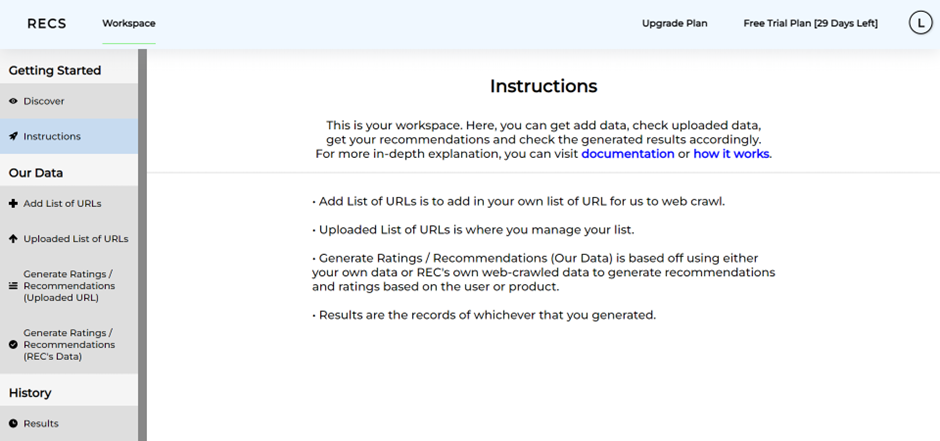 RECS
Workspace
Upgrade Plan
Free Trial Plan [29 Days Left]
L
Getting Started
Discover
Instructions
Our Data
Add List of URLs
Uploaded List of URLs
Generate Ratings /
Recommendations
(Uploaded URL)
Generate Ratings /
Recommendations
(REC's Data)
History
Results
Instructions
This is your workspace. Here, you can get add data, check uploaded data,
get your recommendations and check the generated results accordingly.
For more in-depth explanation, you can visit documentation or how it works.
• Add List of URLs is to add in your own list of URL for us to web crawl.
• Uploaded List of URLs is where you manage your list.
• Generate Ratings / Recommendations (Our Data) is based off using either
your own data or REC's own web-crawled data to generate recommendations
and ratings based on the user or product.
• Results are the records of whichever that you generated.